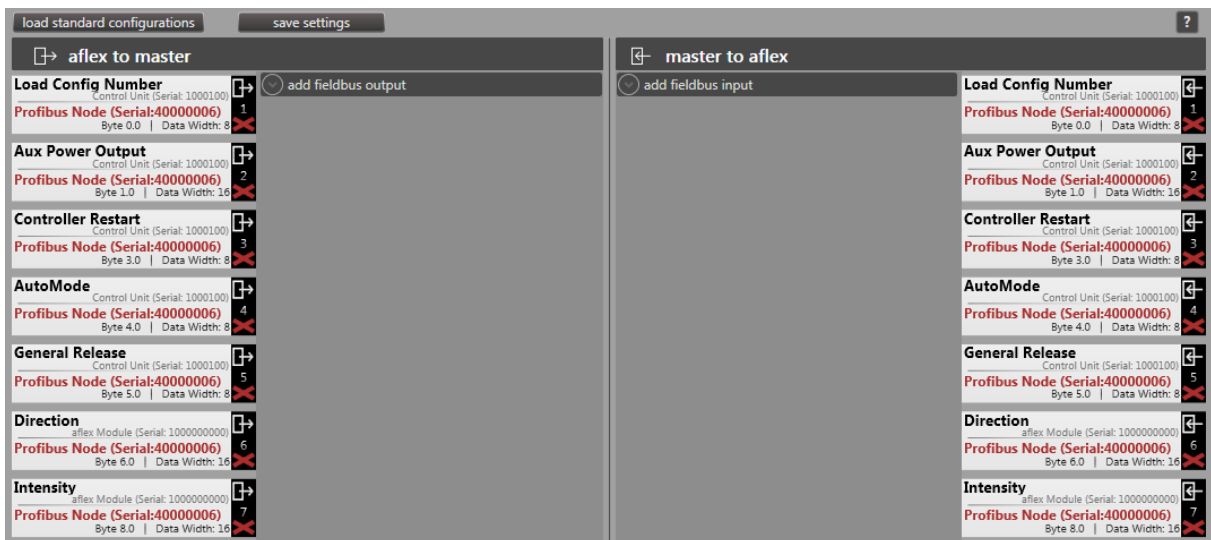 load standard configurations save settings ?
aflex to master
master to aflex
add fieldbus output
add fieldbus input
Load Config Number
Control Unit (Serial: 1000100)
Profibus Node (Serial:40000006)
Byte 0.0 | Data Width: 8
1
Aux Power Output
Control Unit (Serial: 1000100)
Profibus Node (Serial:40000006)
Byte 1.0 | Data Width: 16
2
Controller Restart
Control Unit (Serial: 1000100)
Profibus Node (Serial:40000006)
Byte 3.0 | Data Width: 8
3
AutoMode
Control Unit (Serial: 1000100)
Profibus Node (Serial:40000006)
Byte 4.0 | Data Width: 8
4
General Release
Control Unit (Serial: 1000100)
Profibus Node (Serial:40000006)
Byte 5.0 | Data Width: 8
5
Direction
aflex Module (Serial: 1000000000)
Profibus Node (Serial:40000006)
Byte 6.0 | Data Width: 16
6
Intensity
aflex Module (Serial: 1000000000)
Profibus Node (Serial:40000006)
Byte 8.0 | Data Width: 16
7
Load Config Number
Control Unit (Serial: 1000100)
Profibus Node (Serial:40000006)
Byte 0.0 | Data Width: 8
1
Aux Power Output
Control Unit (Serial: 1000100)
Profibus Node (Serial:40000006)
Byte 1.0 | Data Width: 16
2
Controller Restart
Control Unit (Serial: 1000100)
Profibus Node (Serial:40000006)
Byte 3.0 | Data Width: 8
3
AutoMode
Control Unit (Serial: 1000100)
Profibus Node (Serial:40000006)
Byte 4.0 | Data Width: 8
4
General Release
Control Unit (Serial: 1000100)
Profibus Node (Serial:40000006)
Byte 5.0 | Data Width: 8
5
Direction
aflex Module (Serial: 1000000000)
Profibus Node (Serial:40000006)
Byte 6.0 | Data Width: 16
6
Intensity
aflex Module (Serial: 1000000000)
Profibus Node (Serial:40000006)
Byte 8.0 | Data Width: 16
7